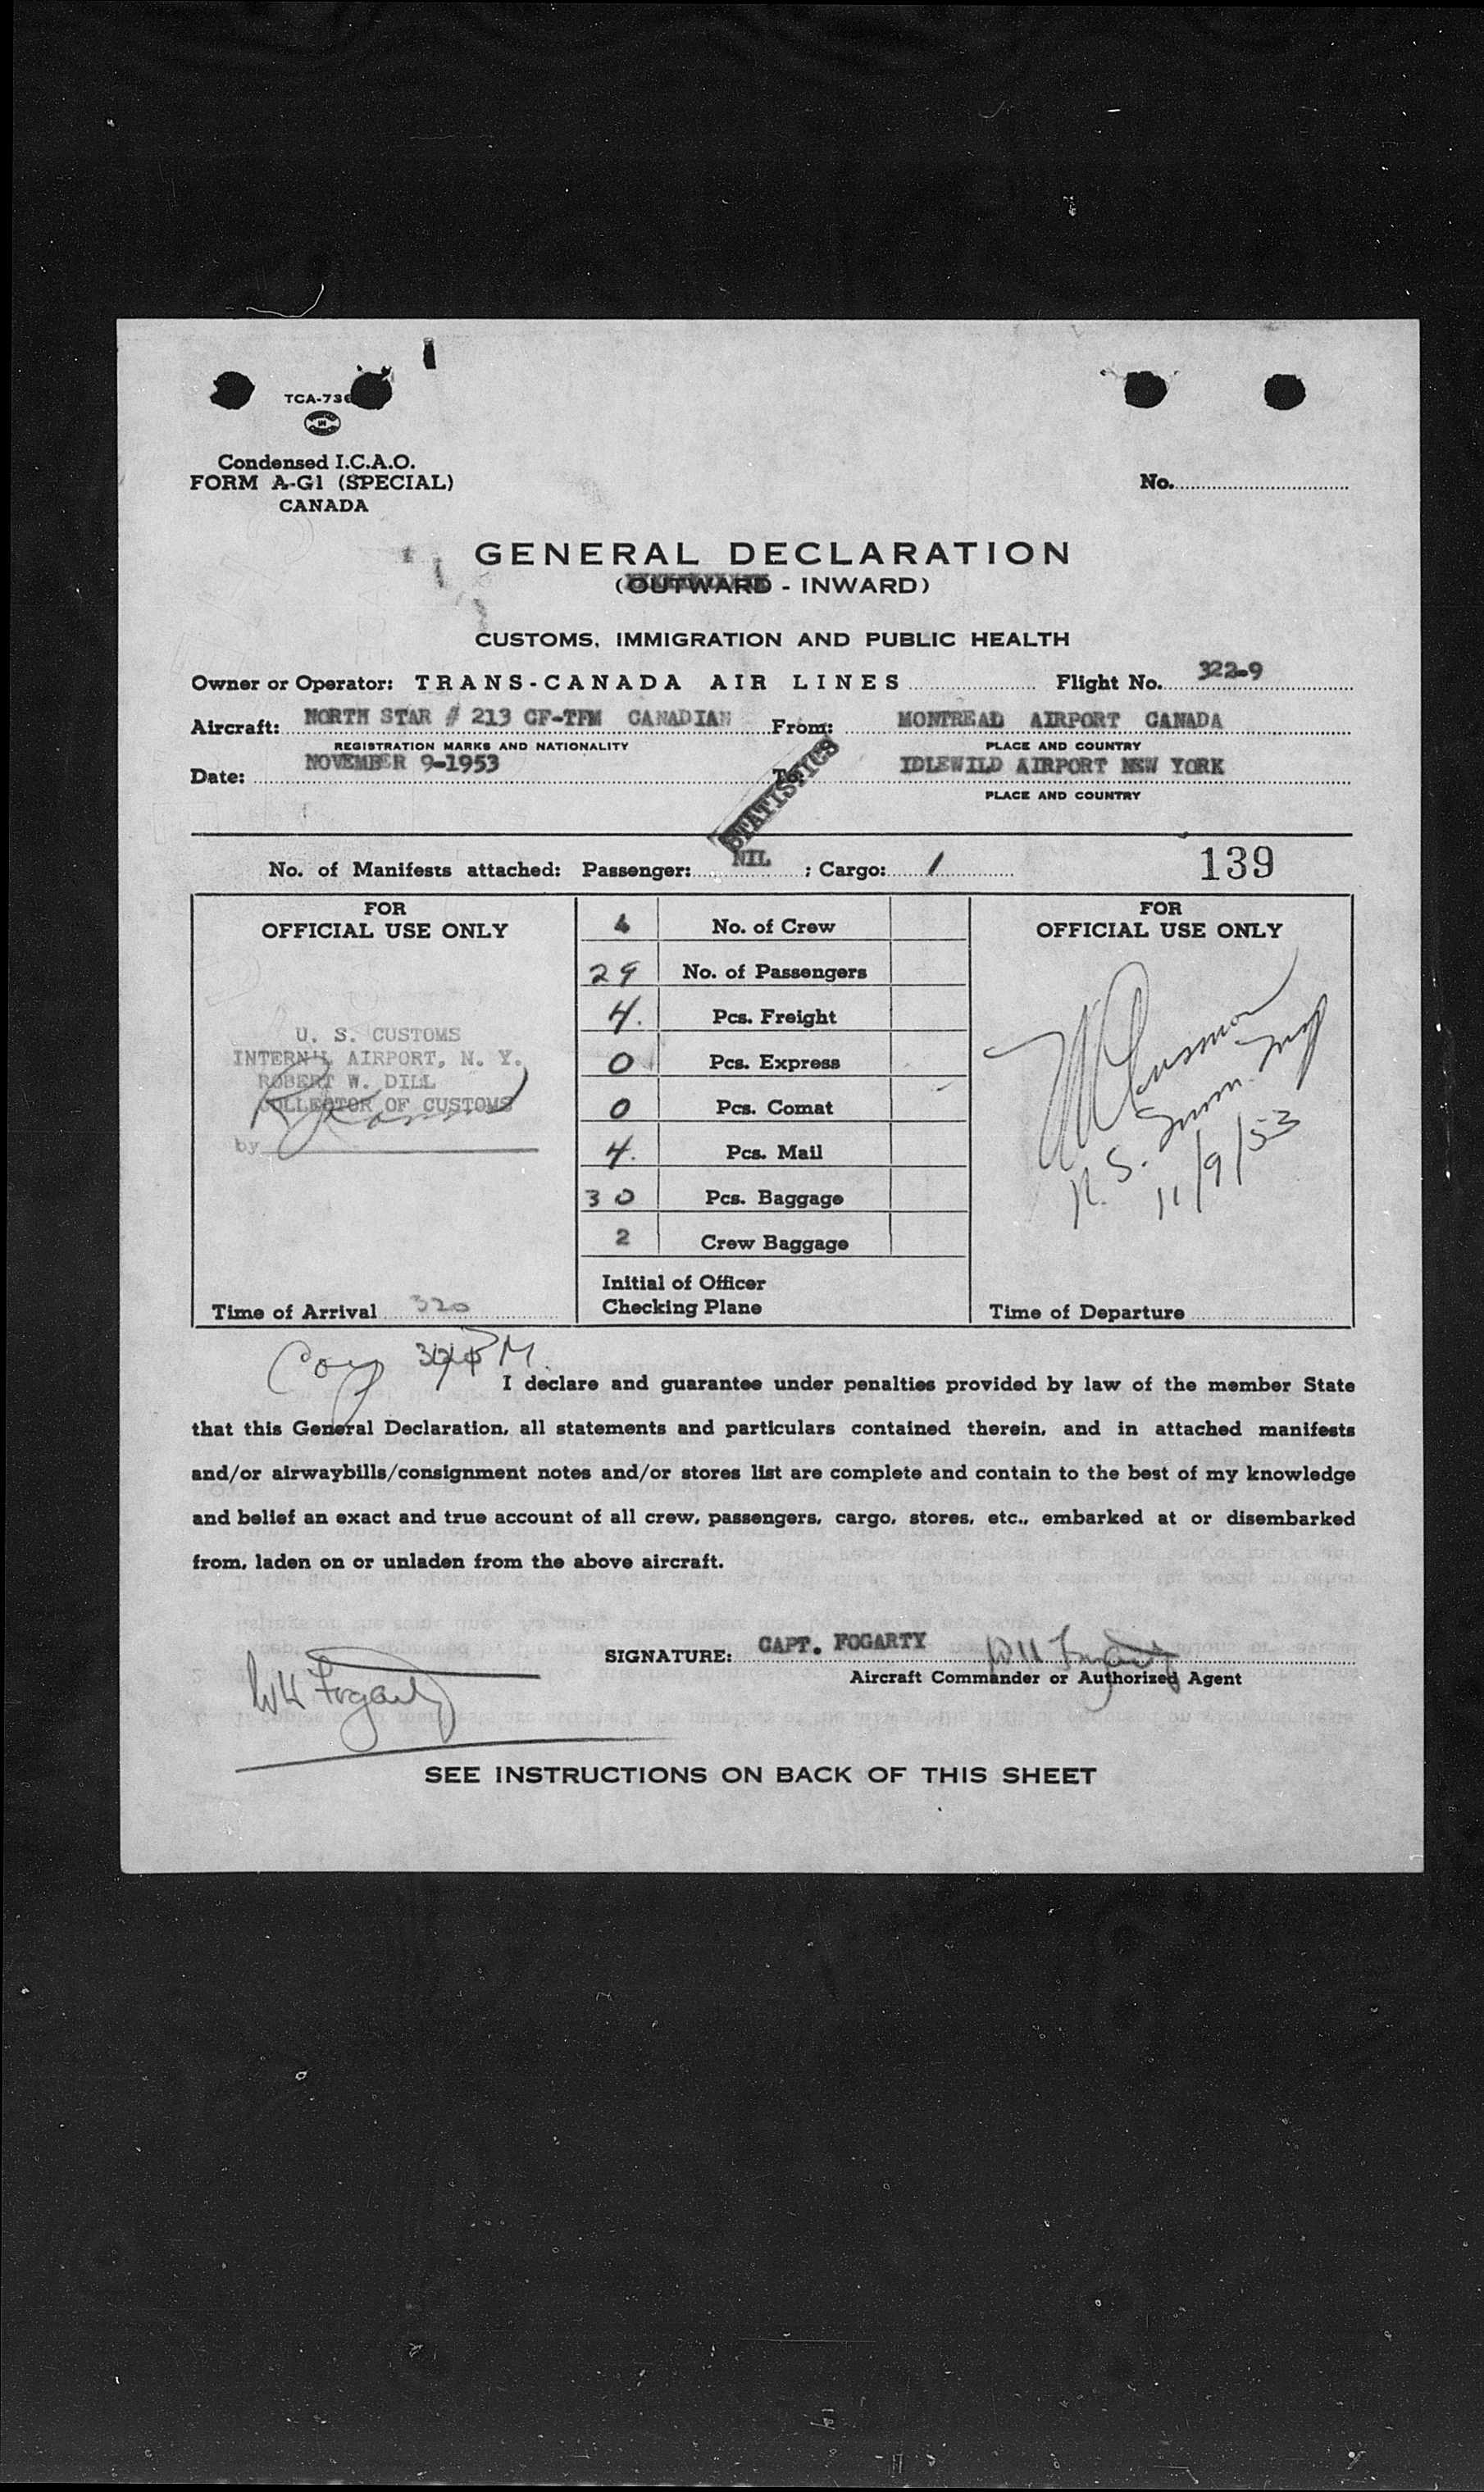 TCA-736
Condensed I.C.A.O.
FORM A-G1 (SPECIAL)
CANADA
No.
GENERAL DECLARATION
(OUTWARD - INWARD)
CUSTOMS, IMMIGRATION AND PUBLIC HEALTH
Owner or Operator: TRANS-CANADA AIR LINES Flight No. 322-9
Aircraft: NORTH STAR # 213 CF-TFM CANADIAN From: MONTREAL AIRPORT CANADA
REGISTRATION MARKS AND NATIONALITY PLACE AND COUNTRY
Date: NOVEMBER 9-1953 To: IDLEWILD AIRPORT NEW YORK
PLACE AND COUNTRY
STATISTICS
No. of Manifests attached: Passenger: NIL ; Cargo: 1 139
FOR
OFFICIAL USE ONLY
U. S. CUSTOMS
INTERN'L AIRPORT, N. Y.
ROBERT W. DILL
COLLECTOR OF CUSTOMS
by
Time of Arrival 320
No. of Crew
29 No. of Passengers
4. Pcs. Freight
0 Pcs. Express
0 Pcs. Comat
4. Pcs. Mail
30 Pcs. Baggage
2 Crew Baggage
Initial of Officer
Checking Plane
FOR
OFFICIAL USE ONLY
11/9/53
Time of Departure
I declare and guarantee under penalties provided by law of the member State
that this General Declaration, all statements and particulars contained therein, and in attached manifests
and/or airwaybills/consignment notes and/or stores list are complete and contain to the best of my knowledge
and belief an exact and true account of all crew, passengers, cargo, stores, etc., embarked at or disembarked
from, laden on or unladen from the above aircraft.
SIGNATURE: CAPT. FOGARTY WH Fogarty
Aircraft Commander or Authorized Agent
WH Fogarty
SEE INSTRUCTIONS ON BACK OF THIS SHEET